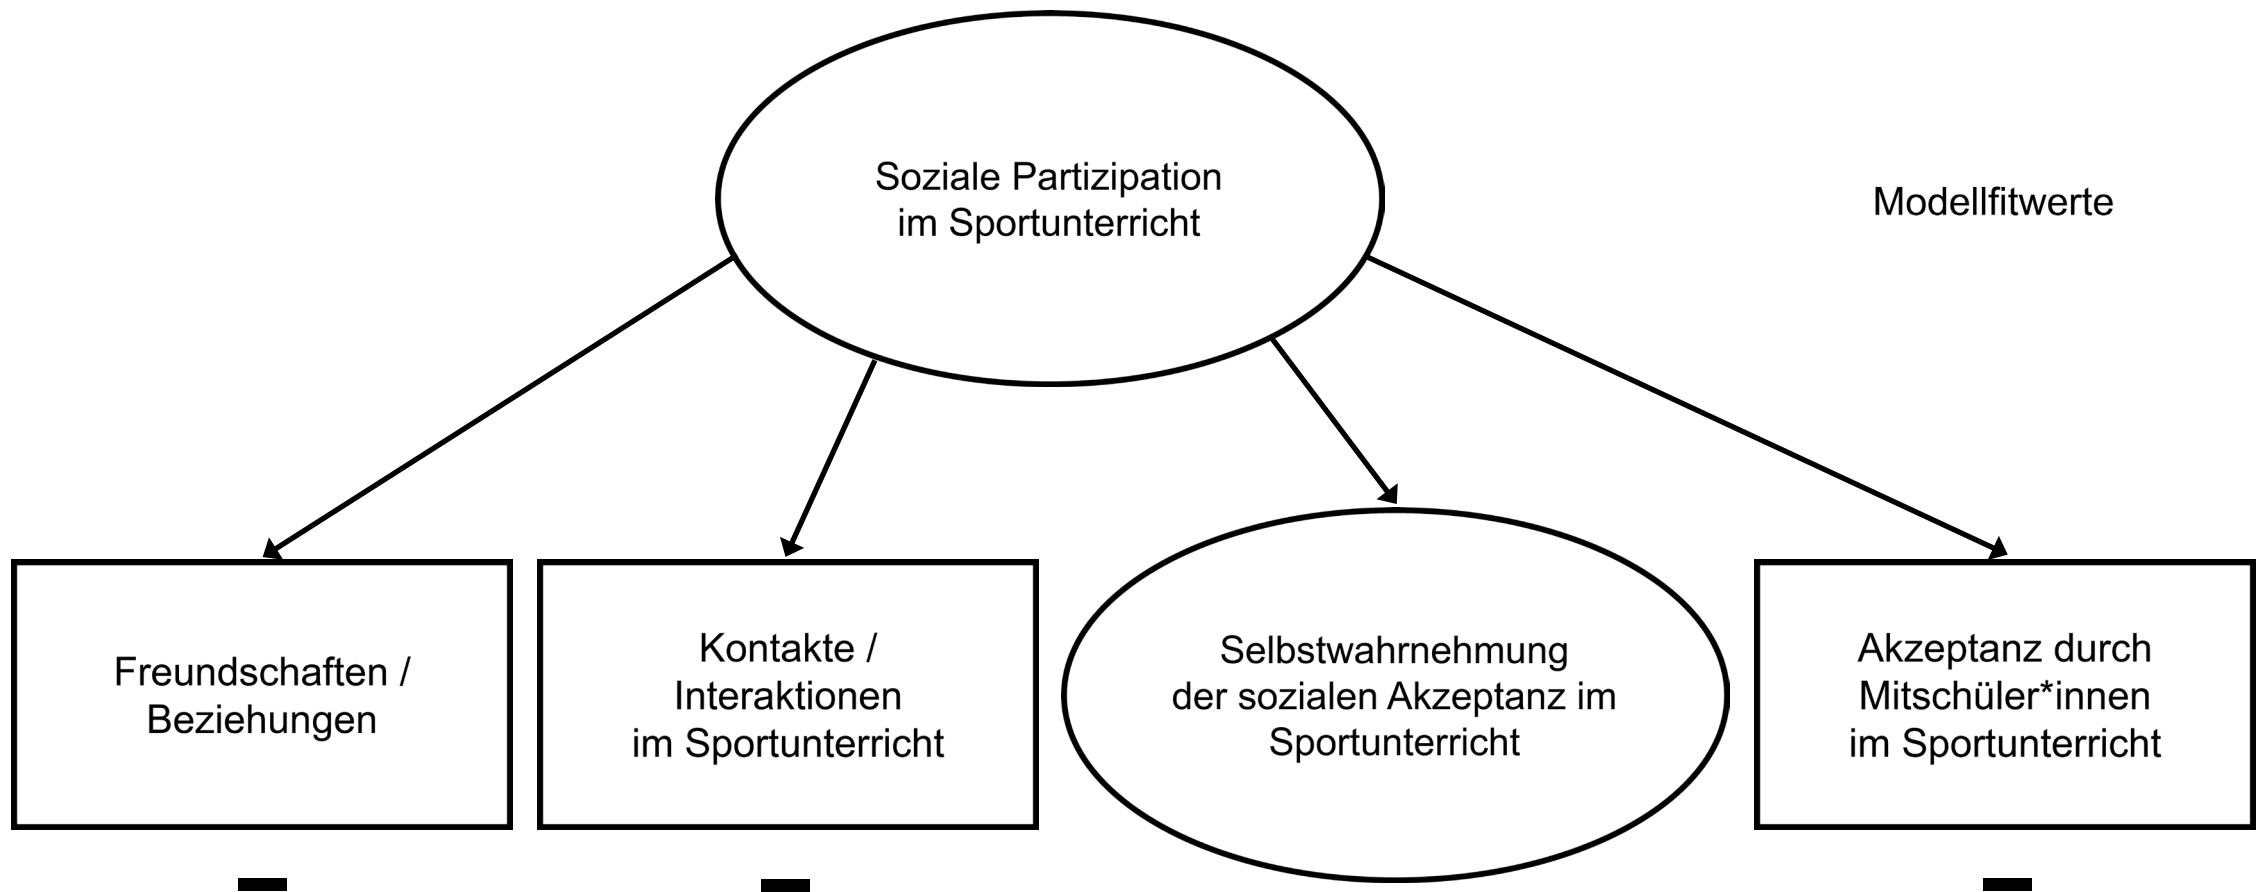 Soziale Partizipation
im Sportunterricht
Modellfitwerte
Freundschaften /
Beziehungen
Kontakte /
Interaktionen
im Sportunterricht
Selbstwahrnehmung
der sozialen Akzeptanz im
Sportunterricht
Akzeptanz durch
Mitschüler*innen
im Sportunterricht